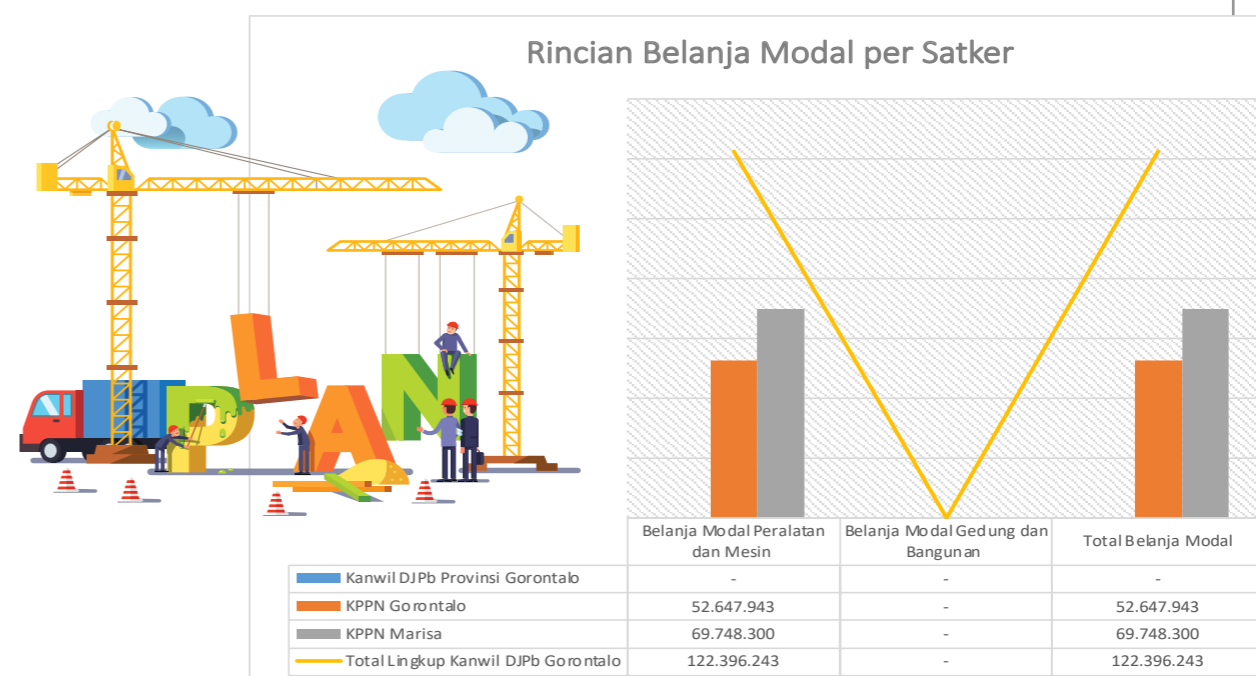 Rincian Belanja Modal per Satker
PLAN
Belanja Modal Peralatan dan Mesin
Belanja Modal Gedung dan Bangunan
Total Belanja Modal
Kanwil DJPb Provinsi Gorontalo - - -
KPPN Gorontalo 52.647.943 - 52.647.943
KPPN Marisa 69.748.300 - 69.748.300
Total Lingkup Kanwil DJPb Gorontalo 122.396.243 - 122.396.243